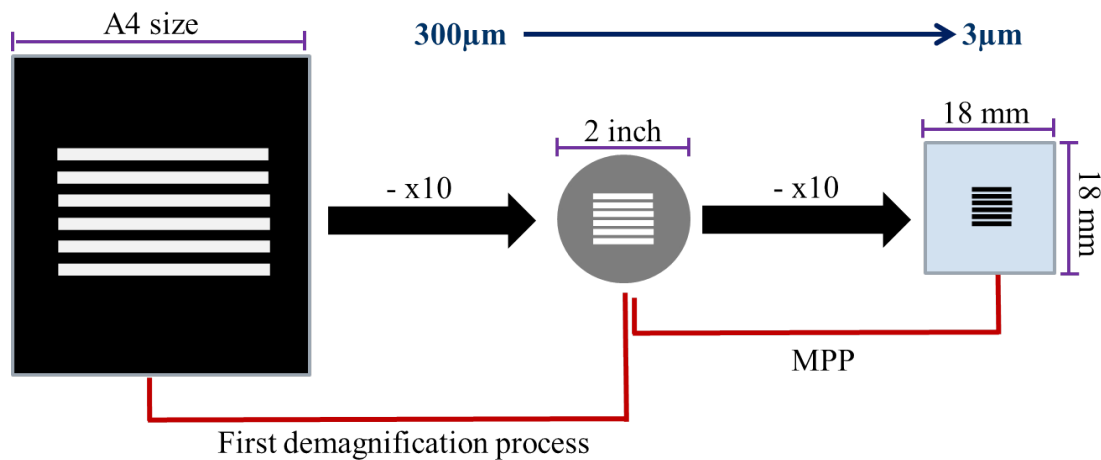 A4 size
300µm
3µm
2 inch
18 mm
- x10
- x10
18 mm
MPP
First demagnification process